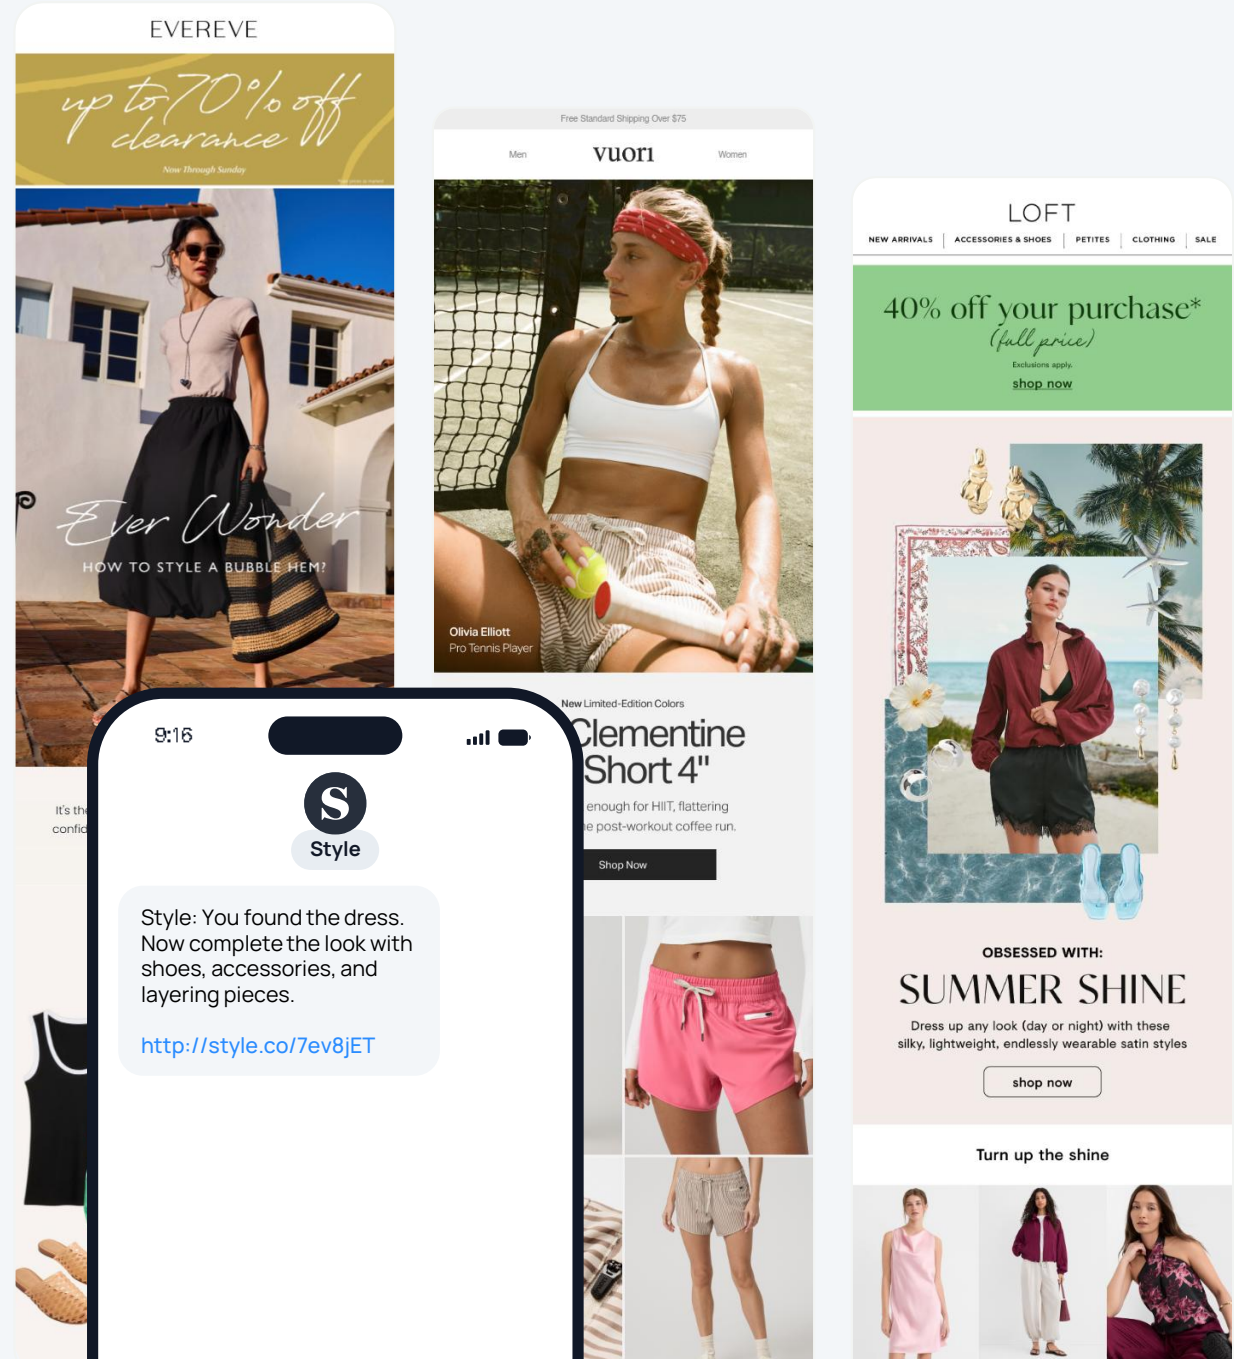 EVEREVE
up to 70% off
clearance
Now Through Sunday
Ever Wonder
HOW TO STYLE A BUBBLE HEM?
It's the
confid
Free Standard Shipping Over $75
Men
vuori
Women
Olivia Elliott
Pro Tennis Player
New Limited-Edition Colors
Clementine
Short 4"
enough for HIIT, flattering
e post-workout coffee run.
Shop Now
LOFT
NEW ARRIVALS
ACCESSORIES & SHOES
PETITES
CLOTHING
SALE
40% off your purchase*
(full price)
Exclusions apply.
shop now
OBSESSED WITH:
SUMMER SHINE
Dress up any look (day or night) with these
silky, lightweight, endlessly wearable satin styles
shop now
Turn up the shine
9:16
S
Style
Style: You found the dress.
Now complete the look with
shoes, accessories, and
layering pieces.
http://style.co/7ev8jET